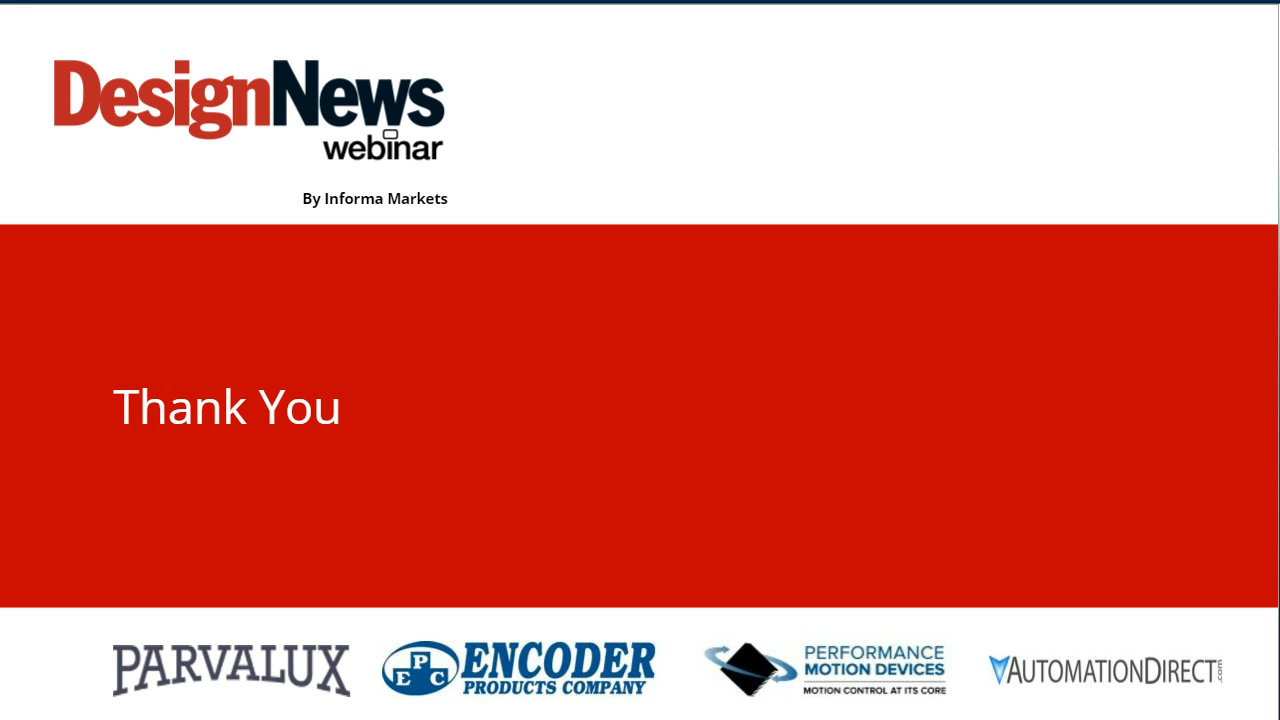 DesignNews
webinar
By Informa Markets
Thank You
PARVALUX
EPC
ENCODER
PRODUCTS COMPANY
PERFORMANCE
MOTION DEVICES
MOTION CONTROL AT ITS CORE
AUTOMATIONDIRECT.com